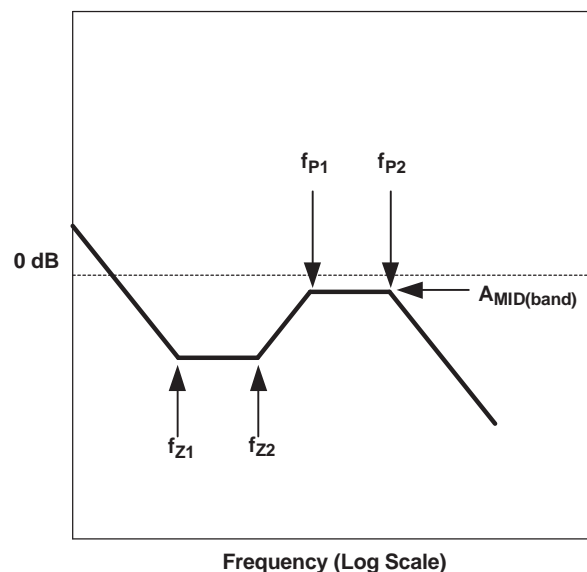 fP1 fP2
0 dB
AMID(band)
fZ1 fZ2
Frequency (Log Scale)